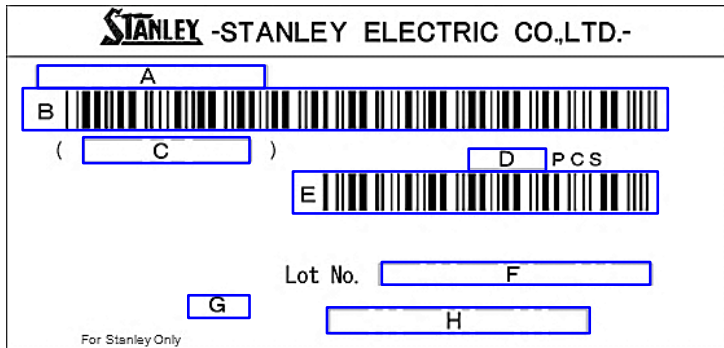 STANLEY -STANLEY ELECTRIC CO.,LTD.-
A
B
( C )
D PCS
E
Lot No. F
G
H
For Stanley Only